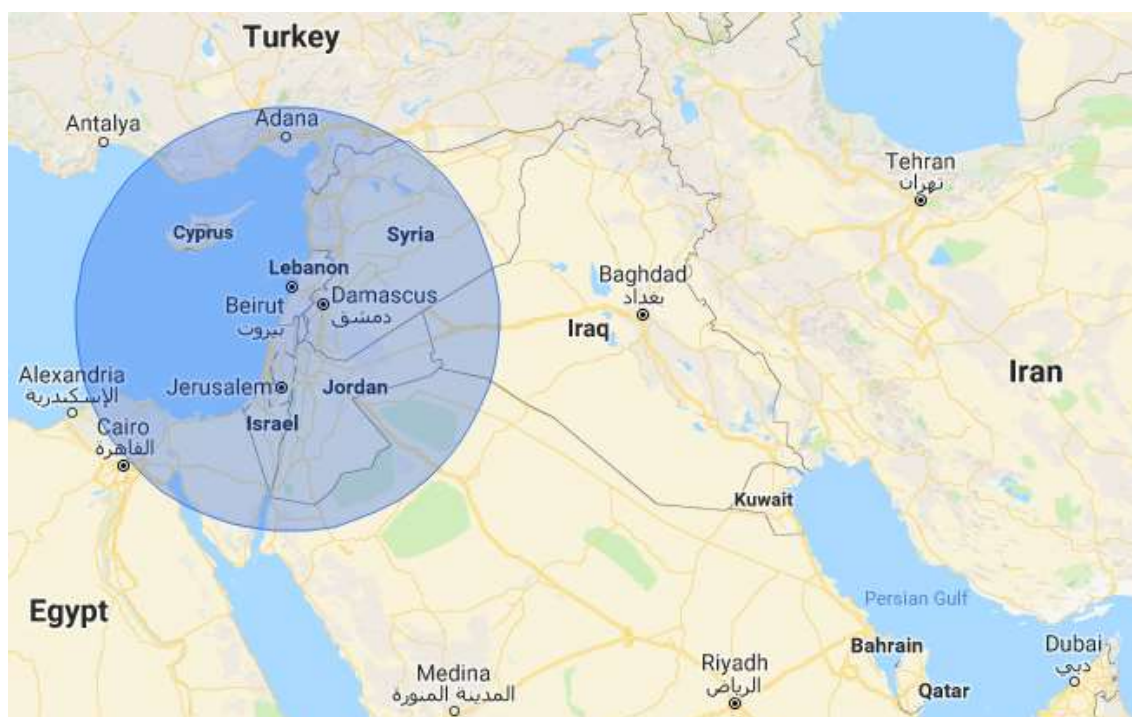 Turkey
Antalya
Adana
Tehran
تهران
Cyprus
Syria
Lebanon
Beirut
بيروت
Damascus
دمشق
Baghdad
بغداد
Iraq
Iran
Alexandria
الإسكندرية
Jerusalem
Jordan
Israel
Cairo
القاهرة
Kuwait
Egypt
Persian Gulf
Bahrain
Dubai
دبي
Medina
المدينة المنورة
Riyadh
الرياض
Qatar